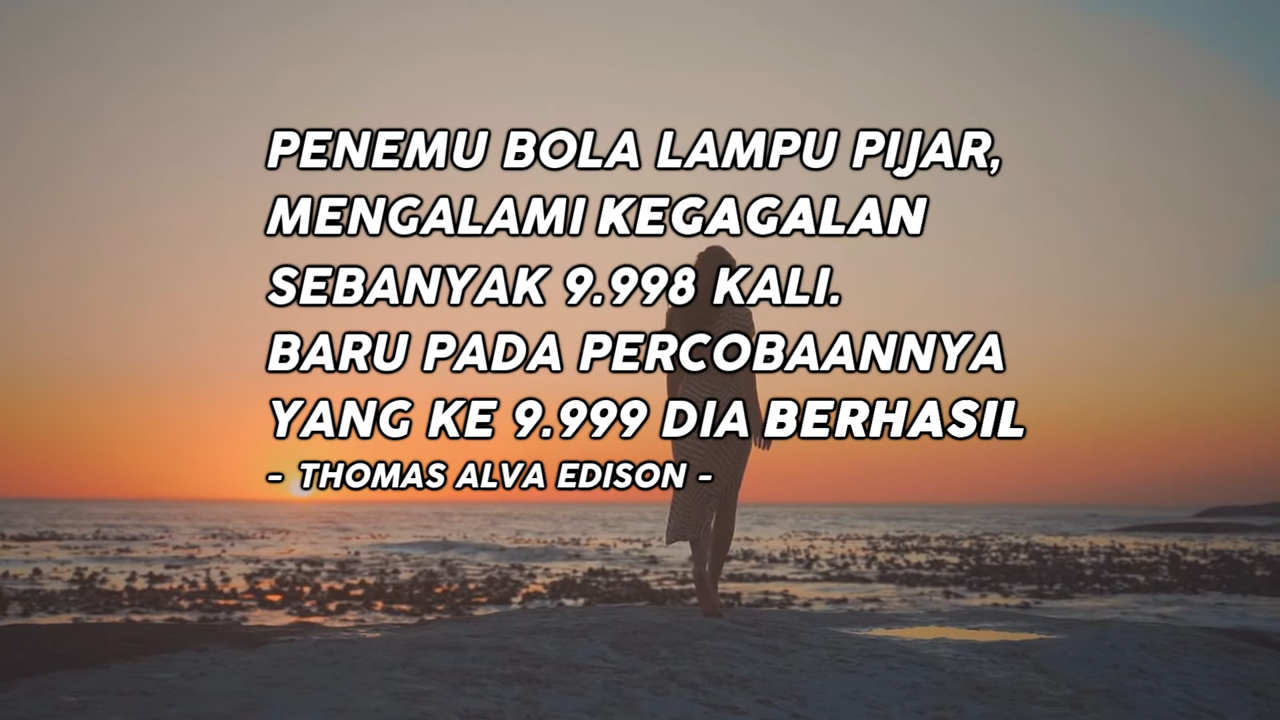 PENEMU BOLA LAMPU PIJAR,
MENGALAMI KEGAGALAN
SEBANYAK 9.998 KALI.
BARU PADA PERCOBAANNYA
YANG KE 9.999 DIA BERHASIL
- THOMAS ALVA EDISON -